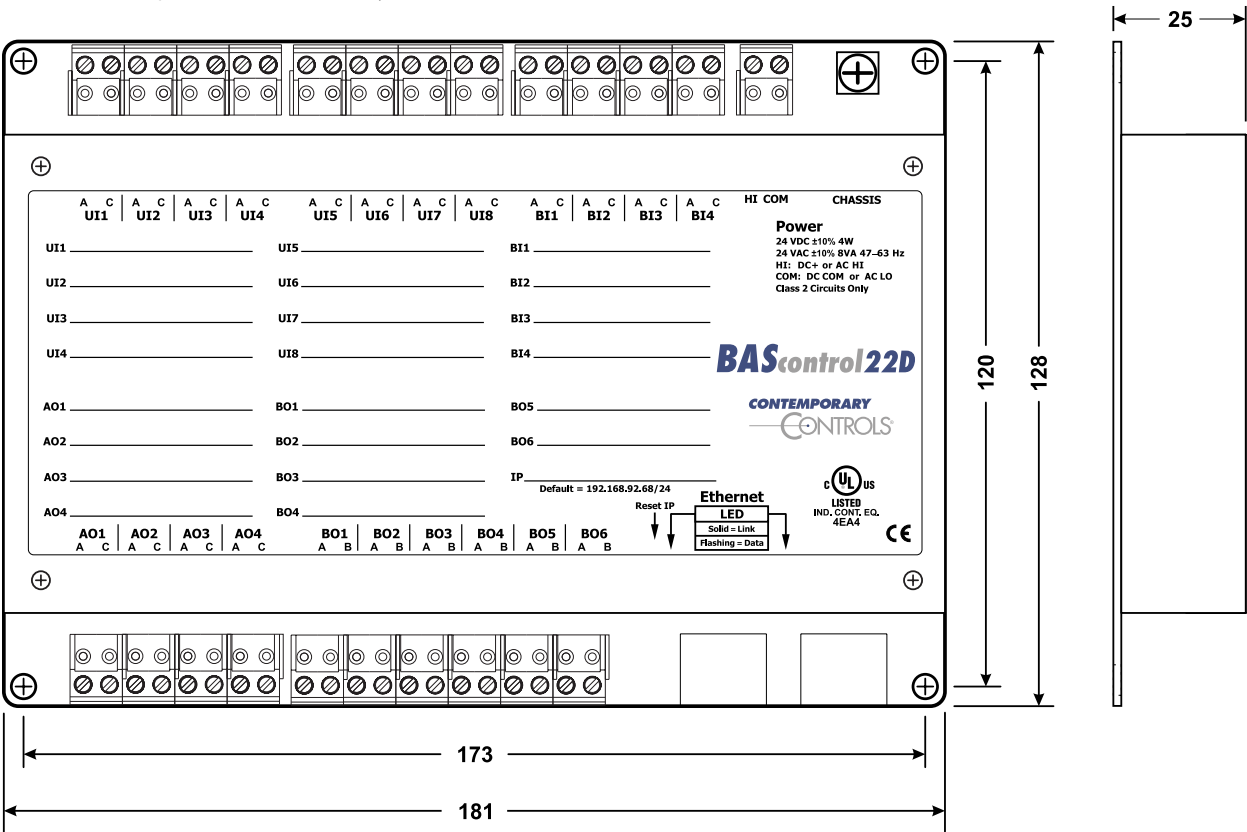 25
A C A C A C A C A C A C A C A C A C A C A C A C HI COM CHASSIS
UI1 UI2 UI3 UI4 UI5 UI6 UI7 UI8 BI1 BI2 BI3 BI4
Power
24 VDC ±10% 4W
24 VAC ±10% 8VA 47–63 Hz
HI: DC+ or AC HI
COM: DC COM or AC LO
Class 2 Circuits Only
UI1 UI5 BI1
UI2 UI6 BI2
UI3 UI7 BI3
UI4 UI8 BI4
BAScontrol22D
120
128
AO1 BO1 BO5
CONTEMPORARY
CONTROLS®
AO2 BO2 BO6
AO3 BO3 IP
Default = 192.168.92.68/24
AO4 BO4
Reset IP
Ethernet
LED
Solid = Link
Flashing = Data
C UL US
LISTED
IND. CONT. EQ.
4EA4
CE
AO1 AO2 AO3 AO4 BO1 BO2 BO3 BO4 BO5 BO6
A C A C A C A C A B A B A B A B A B A B
173
181